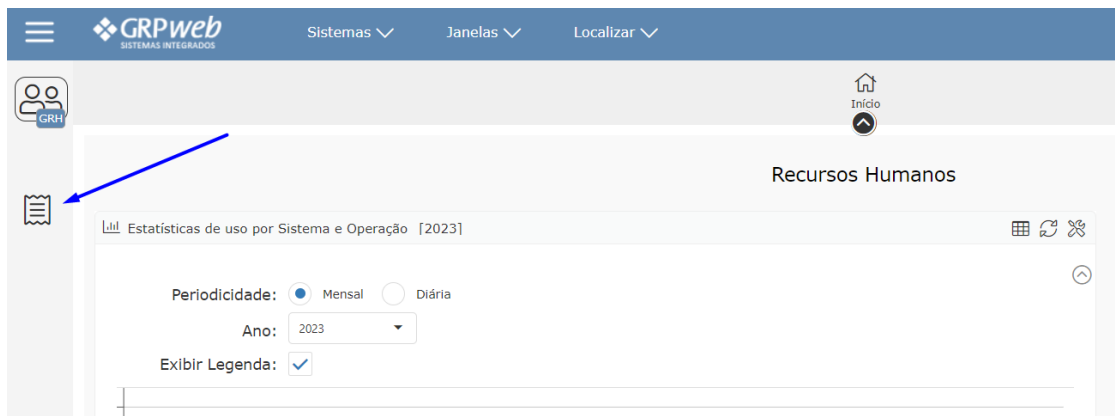 GRPweb
SISTEMAS INTEGRADOS
Sistemas
Janelas
Localizar
GRH
Início
Recursos Humanos
Estatísticas de uso por Sistema e Operação [2023]
Periodicidade: Mensal Diária
Ano: 2023
Exibir Legenda: